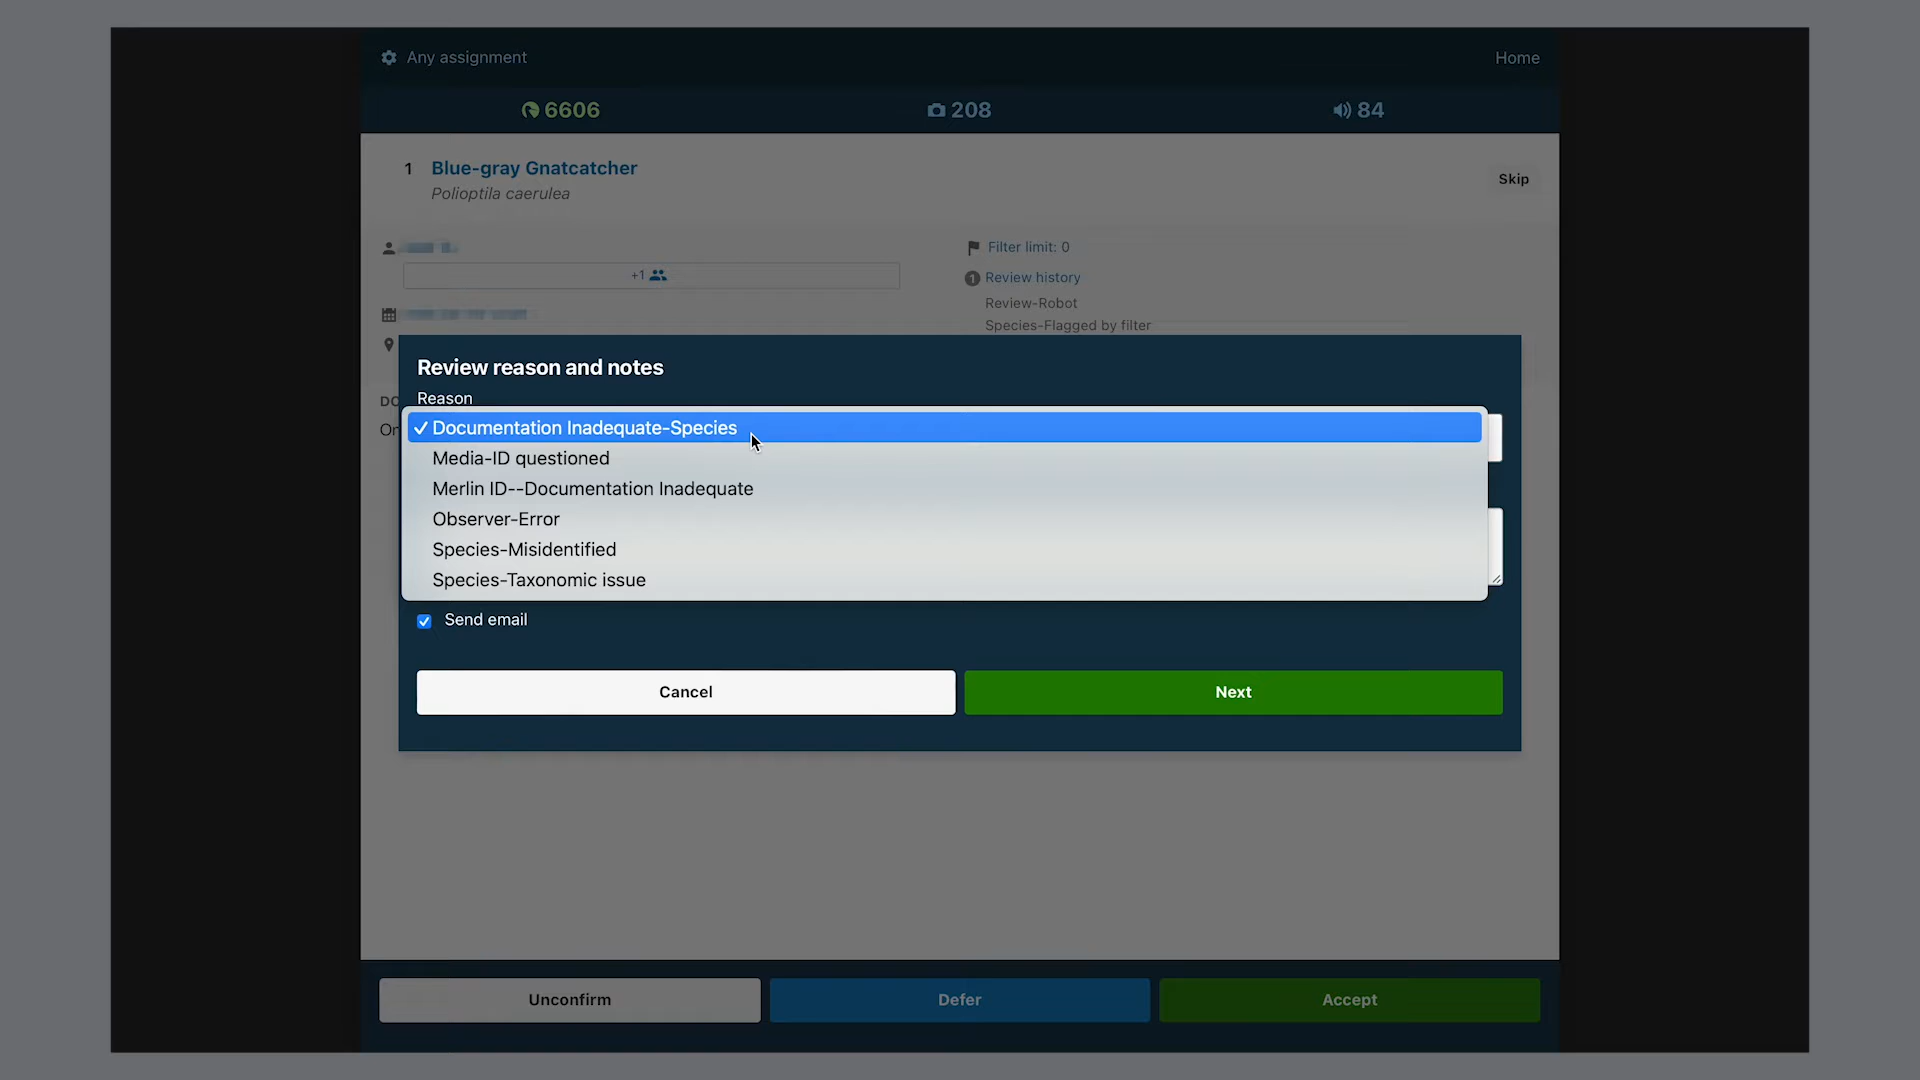 Any assignment
Home
6606
208
84
1
Blue-gray Gnatcatcher
Polioptila caerulea
Skip
+1
Filter limit: 0
1 Review history
Review-Robot
Species-Flagged by filter
Review reason and notes
Reason
✓ Documentation Inadequate-Species
Media-ID questioned
Merlin ID--Documentation Inadequate
Observer-Error
Species-Misidentified
Species-Taxonomic issue
Send email
Cancel
Next
Unconfirm
Defer
Accept